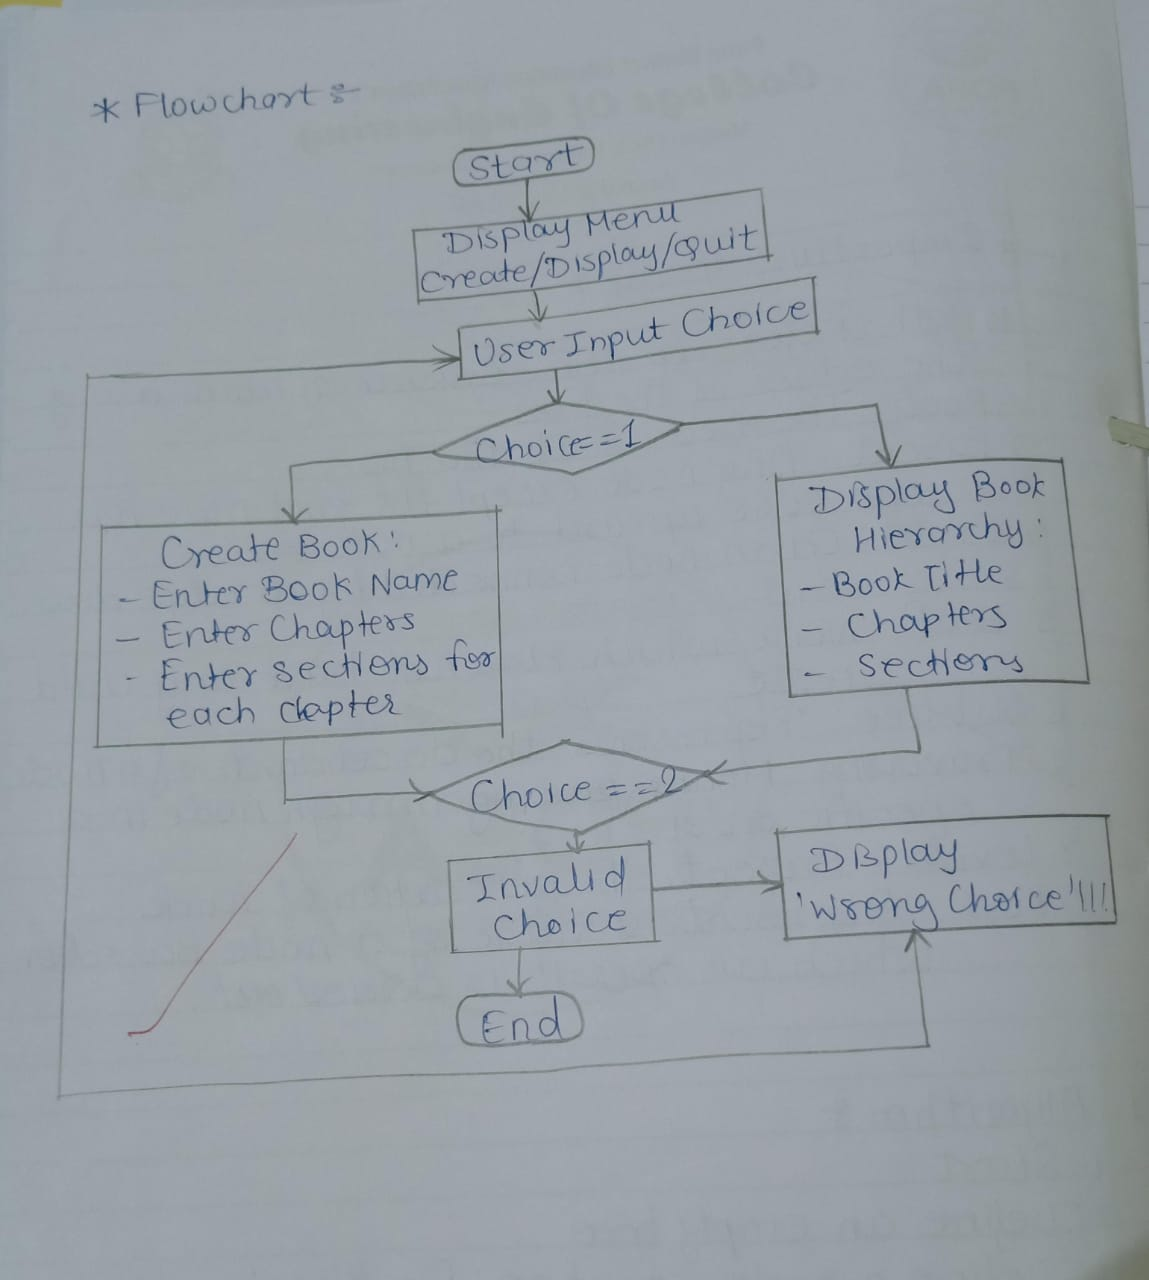 * Flowchart :-
Start
Display Menu
Create/Display/Quit
User Input Choice
Choice==1
Create Book:
- Enter Book Name
- Enter Chapters
- Enter sections for
each chapter
Display Book
Hierarchy:
- Book Title
- Chapters
- Sections
Choice ==2
Invalid
Choice
Display
'Wrong Choice'!!!
End